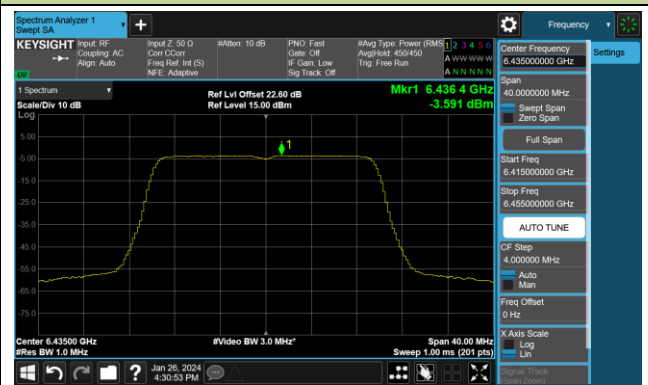 Spectrum Analyzer 1
Swept SA
Frequency
KEYSIGHT
Input: RF
Coupling: AC
Align: Auto
Input Z: 50 Ω
Corr CCorr
Freq Ref: Int (S)
NFE: Adaptive
#Atten: 10 dB
PNO: Fast
Gate: Off
IF Gain: Low
Sig Track: Off
#Avg Type: Power (RMS
Avg|Hold: 450/450
Trig: Free Run
1 2 3 4 5 6
A W W W W W
A N N N N N
Center Frequency
6.435000000 GHz
Settings
1 Spectrum
Scale/Div 10 dB
Log
Ref Lvl Offset 22.60 dB
Ref Level 15.00 dBm
Mkr1 6.436 4 GHz
-3.591 dBm
Span
40.0000000 MHz
Swept Span
Zero Span
Full Span
Start Freq
6.415000000 GHz
Stop Freq
6.455000000 GHz
AUTO TUNE
CF Step
4.000000 MHz
Auto
Man
Freq Offset
0 Hz
X Axis Scale
Log
Lin
Signal Track
(Span Zoom)
1
5.00
-5.00
-15.0
-25.0
-35.0
-45.0
-55.0
-65.0
-75.0
Center 6.43500 GHz
#Res BW 1.0 MHz
#Video BW 3.0 MHz*
Span 40.00 MHz
Sweep 1.00 ms (201 pts)
Jan 26, 2024
4:30:53 PM